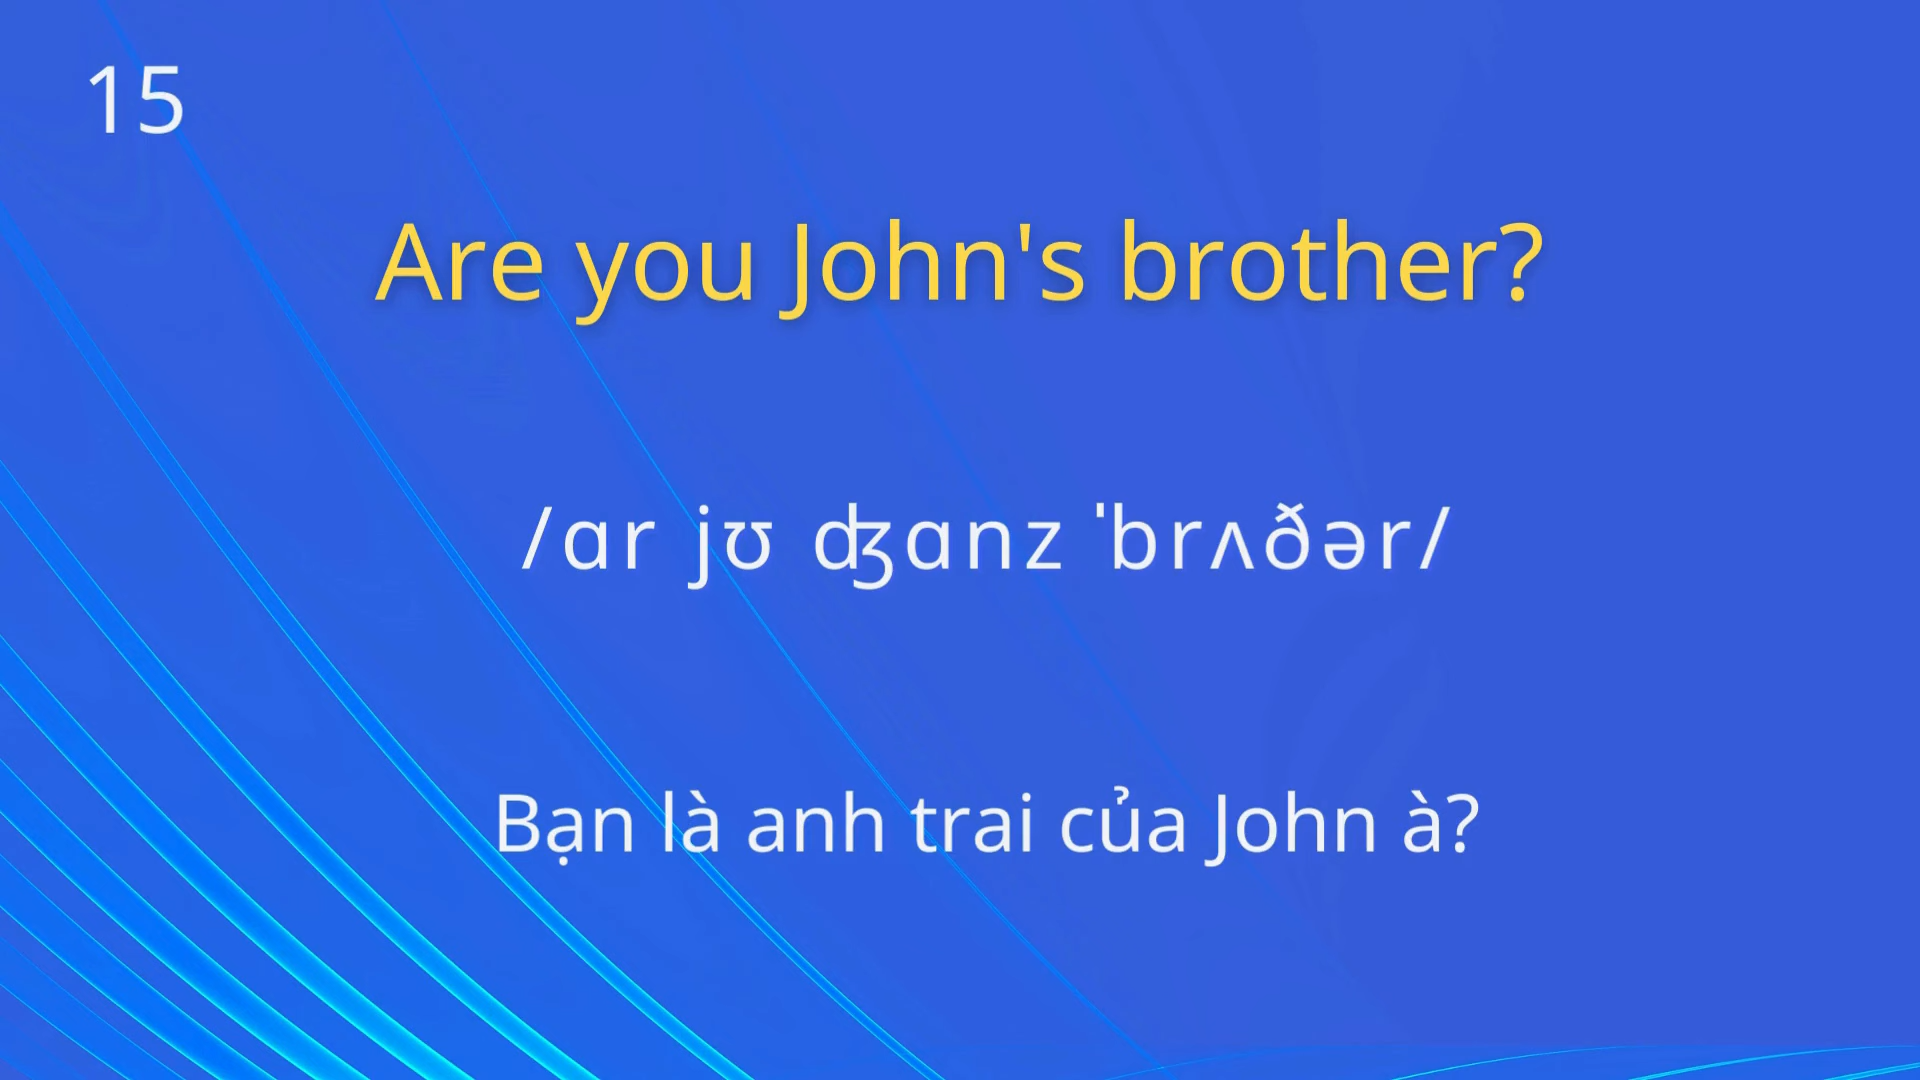 15
Are you John's brother?
/ɑr jʊ ʤɑnz ˈbrʌðər/
Bạn là anh trai của John à?